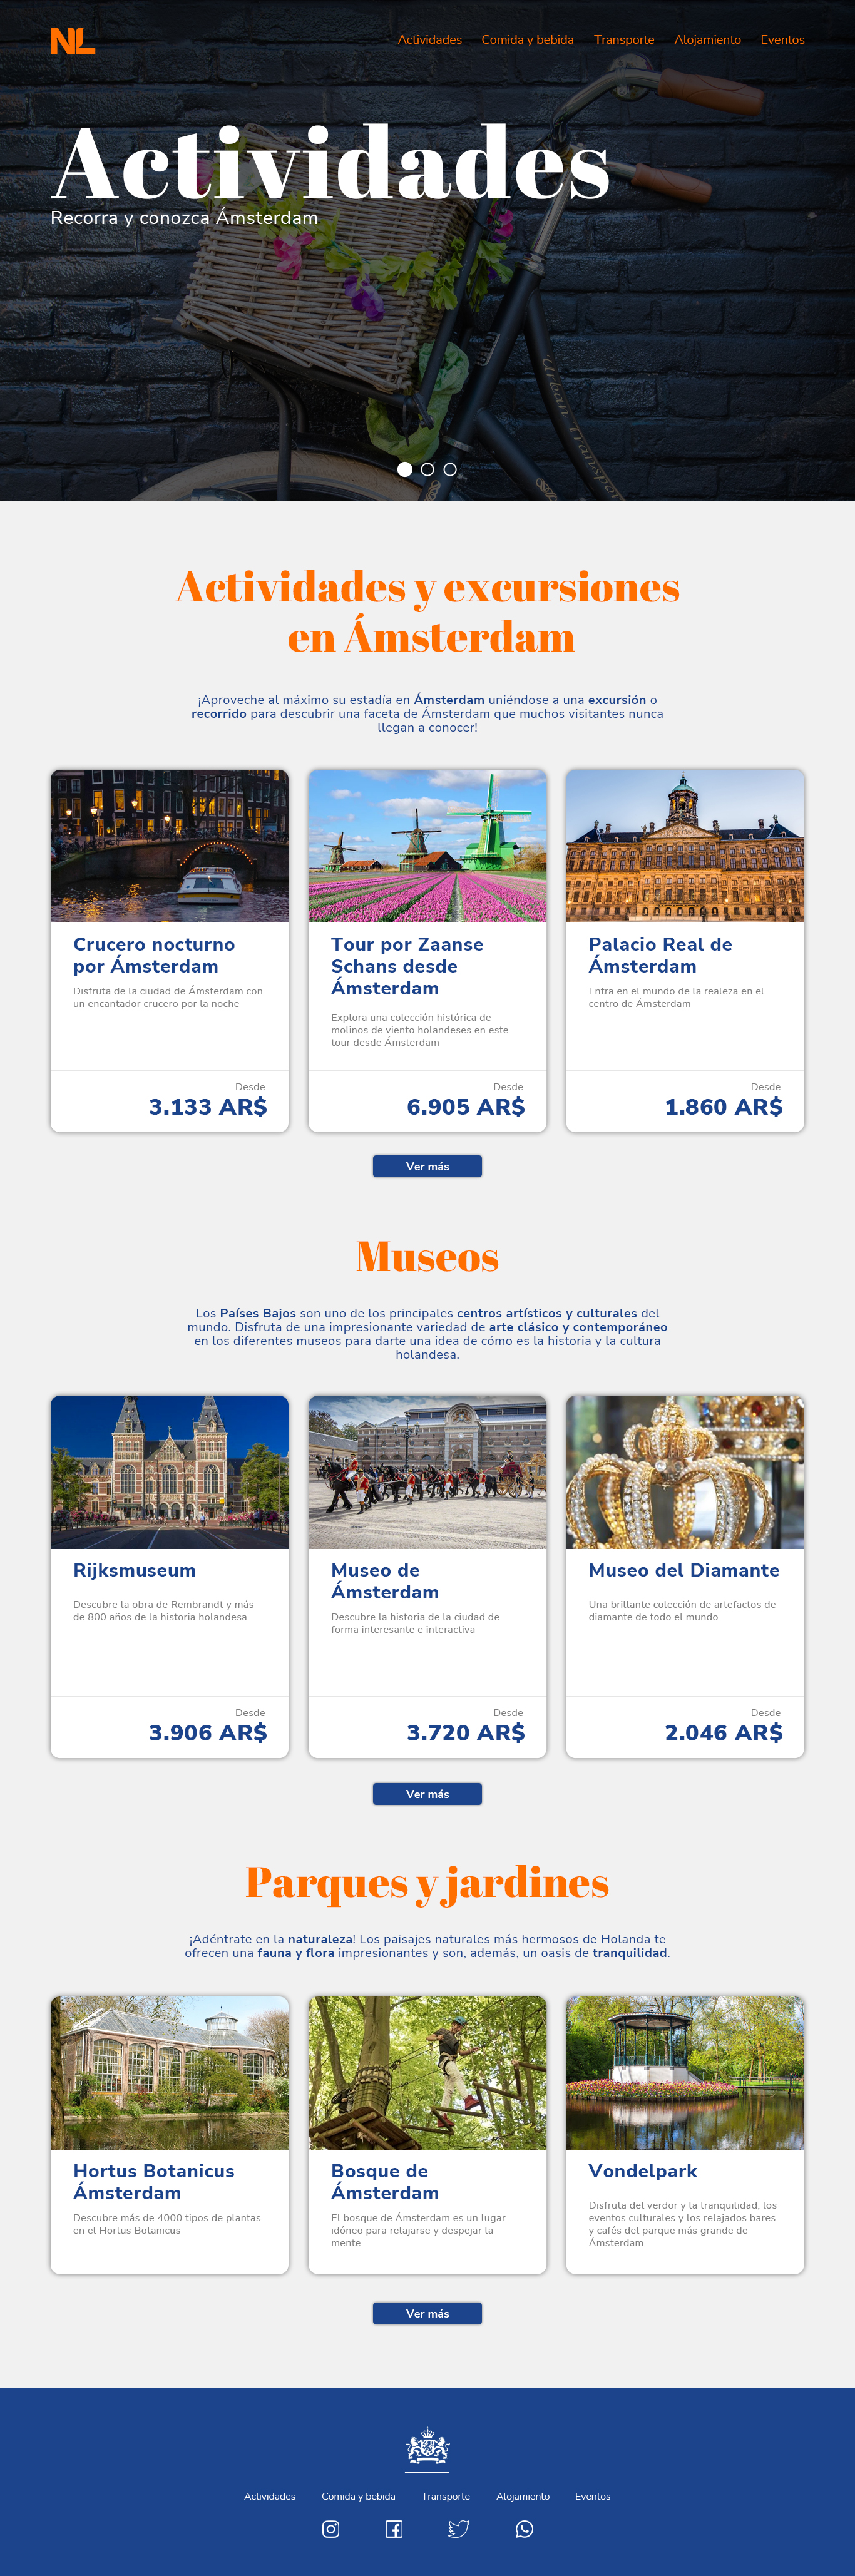 NL
Actividades Comida y bebida Transporte Alojamiento Eventos
Actividades
Recorra y conozca Ámsterdam
Urban Transport
Actividades y excursiones
en Ámsterdam
¡Aproveche al máximo su estadía en Ámsterdam uniéndose a una excursión o
recorrido para descubrir una faceta de Ámsterdam que muchos visitantes nunca
llegan a conocer!
Crucero nocturno
por Ámsterdam
Disfruta de la ciudad de Ámsterdam con
un encantador crucero por la noche
Desde
3.133 AR$
Tour por Zaanse
Schans desde
Ámsterdam
Explora una colección histórica de
molinos de viento holandeses en este
tour desde Ámsterdam
Desde
6.905 AR$
Palacio Real de
Ámsterdam
Entra en el mundo de la realeza en el
centro de Ámsterdam
Desde
1.860 AR$
Ver más
Museos
Los Países Bajos son uno de los principales centros artísticos y culturales del
mundo. Disfruta de una impresionante variedad de arte clásico y contemporáneo
en los diferentes museos para darte una idea de cómo es la historia y la cultura
holandesa.
Rijksmuseum
Descubre la obra de Rembrandt y más
de 800 años de la historia holandesa
Desde
3.906 AR$
Museo de
Ámsterdam
Descubre la historia de la ciudad de
forma interesante e interactiva
Desde
3.720 AR$
Museo del Diamante
Una brillante colección de artefactos de
diamante de todo el mundo
Desde
2.046 AR$
Ver más
Parques y jardines
¡Adéntrate en la naturaleza! Los paisajes naturales más hermosos de Holanda te
ofrecen una fauna y flora impresionantes y son, además, un oasis de tranquilidad.
Hortus Botanicus
Ámsterdam
Descubre más de 4000 tipos de plantas
en el Hortus Botanicus
Bosque de
Ámsterdam
El bosque de Ámsterdam es un lugar
idóneo para relajarse y despejar la
mente
Vondelpark
Disfruta del verdor y la tranquilidad, los
eventos culturales y los relajados bares
y cafés del parque más grande de
Ámsterdam.
Ver más
Actividades Comida y bebida Transporte Alojamiento Eventos